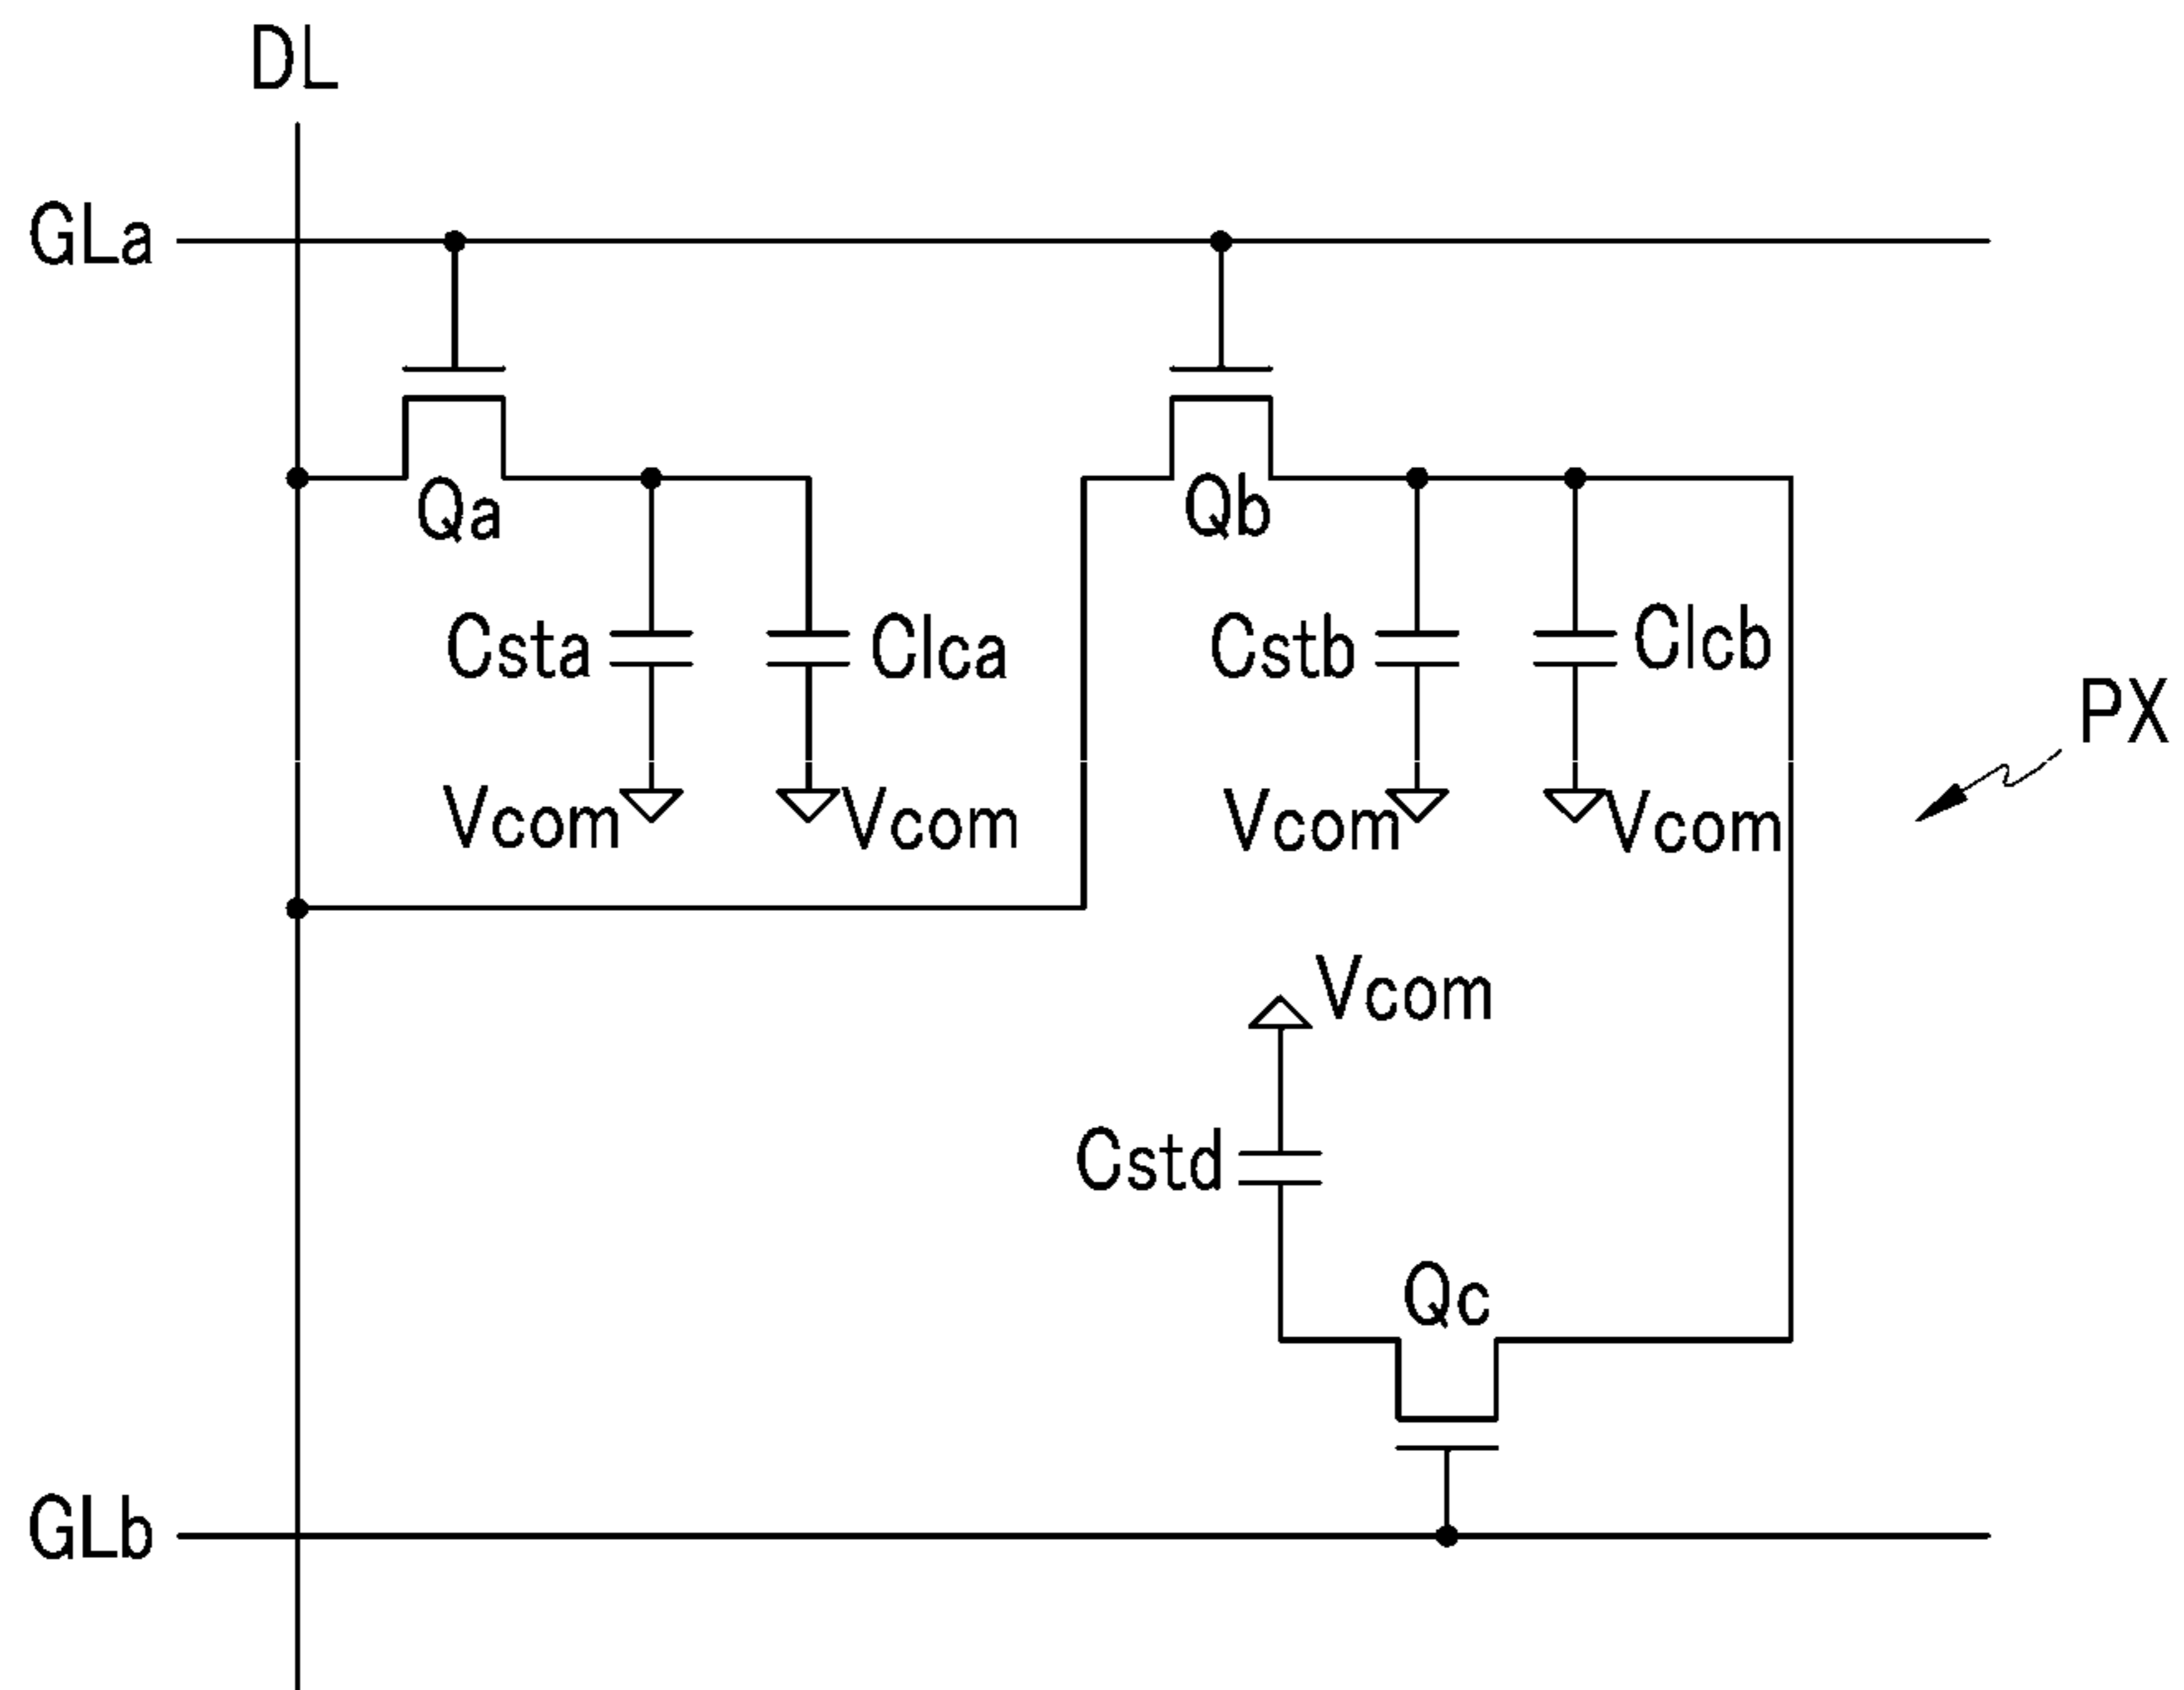 DL
GLa
Qa
Qb
Csta
Clca
Cstb
Clcb
PX
Vcom
Vcom
Vcom
Vcom
Vcom
Cstd
Qc
GLb